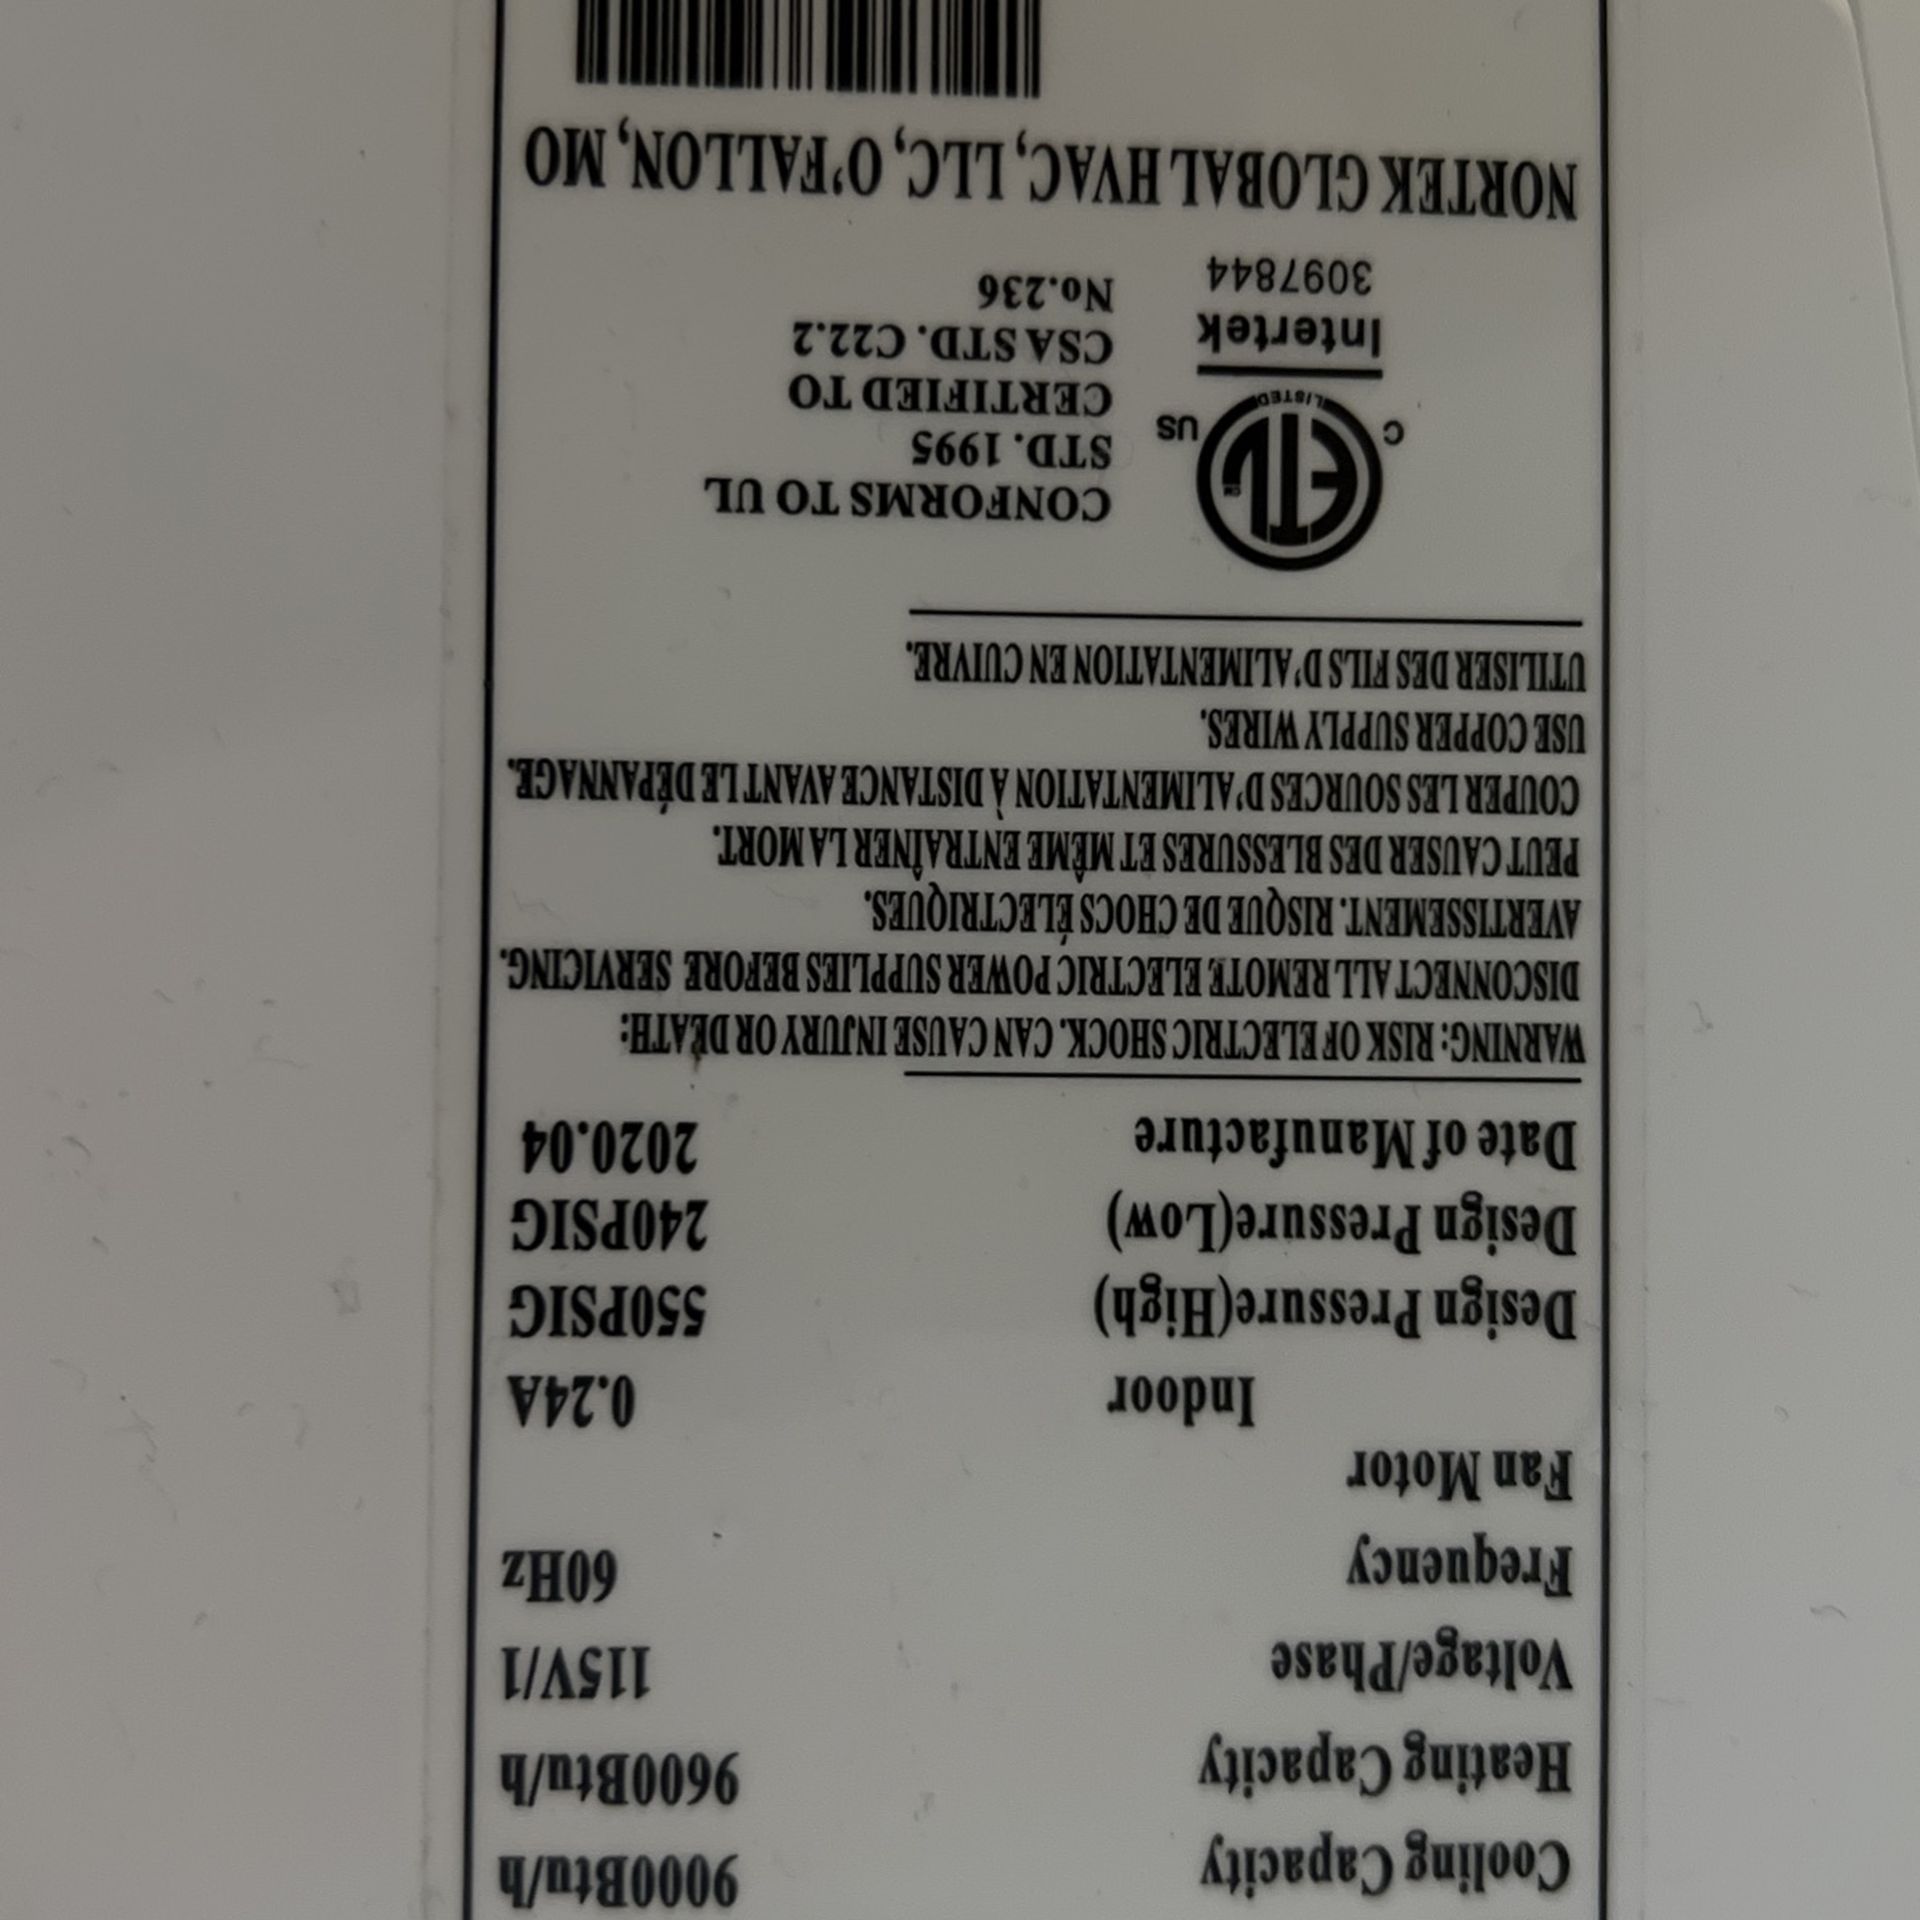 Cooling Capacity 9000Btu/h
Heating Capacity 9600Btu/h
Voltage/Phase 115V/1
Frequency 60Hz
Fan Motor
Indoor 0.24A
Design Pressure(High) 550PSIG
Design Pressure(Low) 240PSIG
Date of Manufacture 2020.04
WARNING: RISK OF ELECTRIC SHOCK. CAN CAUSE INJURY OR DEATH:
DISCONNECT ALL REMOTE ELECTRIC POWER SUPPLIES BEFORE SERVICING.
AVERTISSEMENT. RISQUE DE CHOCS ÉLECTRIQUES.
PEUT CAUSER DES BLESSURES ET MÊME ENTRAÎNER LA MORT.
COUPER LES SOURCES D'ALIMENTATION À DISTANCE AVANT LE DÉPANNAGE.
USE COPPER SUPPLY WIRES.
UTILISER DES FILS D'ALIMENTATION EN CUIVRE.
CONFORMS TO UL
STD. 1995
CERTIFIED TO
CSA STD. C22.2
No.236
C ETL CM US
LISTED
Intertek
3097844
NORTEK GLOBAL HVAC, LLC, O'FALLON, MO